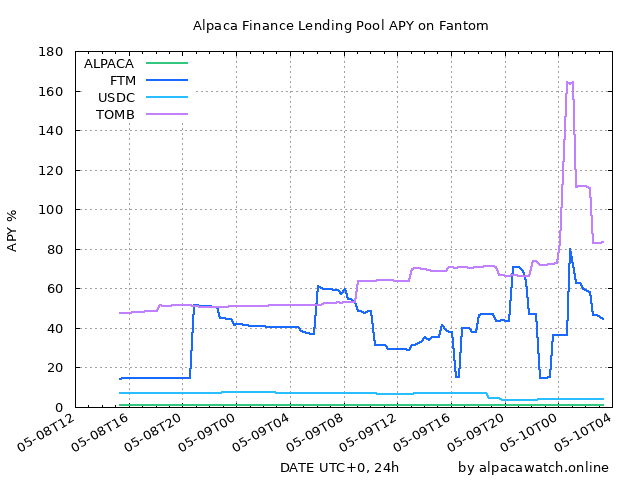 Alpaca Finance Lending Pool APY on Fantom
APY %
180
160
140
120
100
80
60
40
20
0
ALPACA
FTM
USDC
TOMB
05-08T12
05-08T16
05-08T20
05-09T00
05-09T04
05-09T08
05-09T12
05-09T16
05-09T20
05-10T00
05-10T04
DATE UTC+0, 24h
by alpacawatch.online